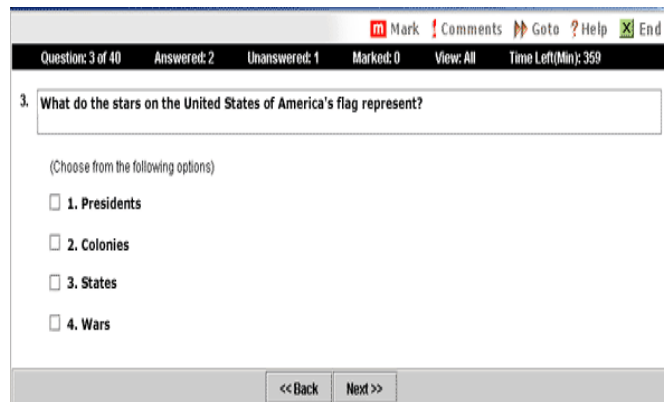 m Mark ! Comments Goto ? Help X End
Question: 3 of 40 Answered: 2 Unanswered: 1 Marked: 0 View: All Time Left(Min): 359
3. What do the stars on the United States of America's flag represent?
(Choose from the following options)
1. Presidents
2. Colonies
3. States
4. Wars
<< Back Next >>